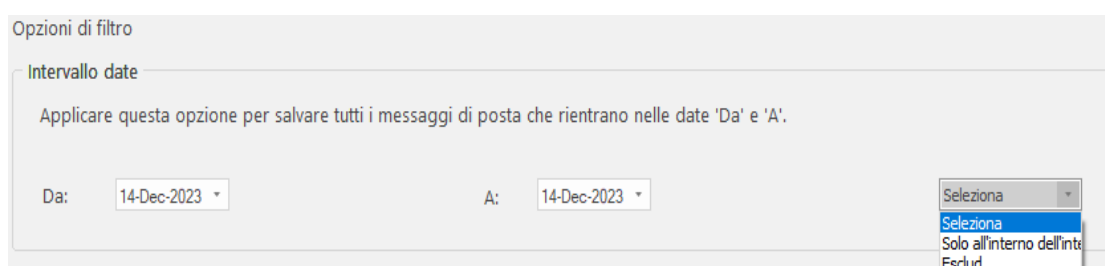 Opzioni di filtro
Intervallo date
Applicare questa opzione per salvare tutti i messaggi di posta che rientrano nelle date 'Da' e 'A'.
Da: 14-Dec-2023 A: 14-Dec-2023 Seleziona
Seleziona
Solo all'interno dell'inte
Esclud